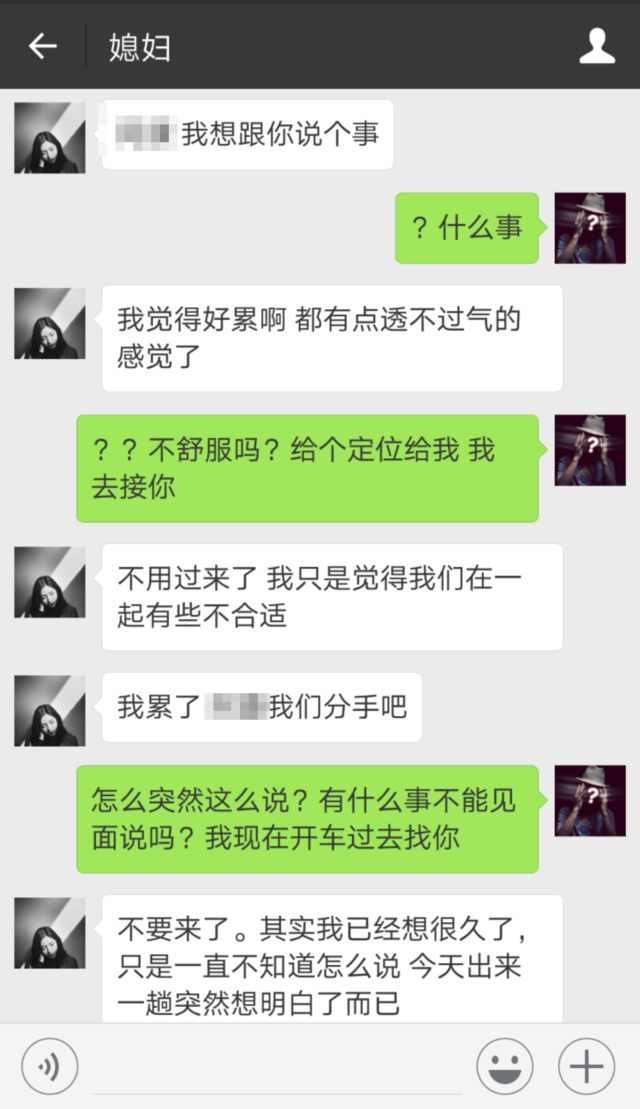 媳妇
我想跟你说个事
？什么事
我觉得好累啊 都有点透不过气的
感觉了
？？不舒服吗？给个定位给我 我
去接你
不用过来了 我只是觉得我们在一
起有些不合适
我累了 我们分手吧
怎么突然这么说？有什么事不能见
面说吗？我现在开车过去找你
不要来了。其实我已经想很久了，
只是一直不知道怎么说 今天出来
一趟突然想明白了而已